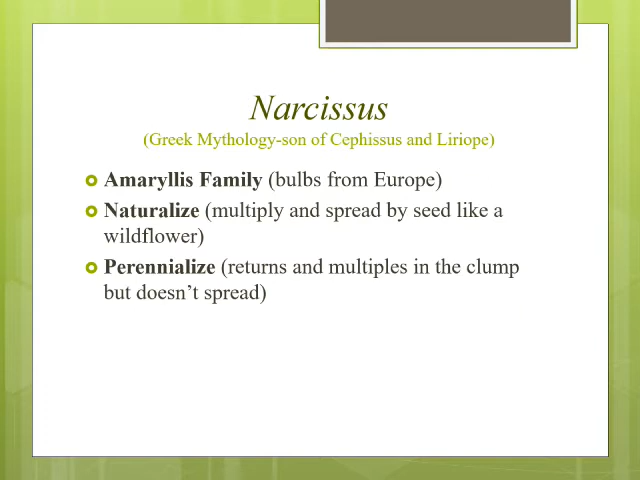 Narcissus
(Greek Mythology-son of Cephissus and Liriope)
Amaryllis Family (bulbs from Europe)
Naturalize (multiply and spread by seed like a
wildflower)
Perennialize (returns and multiples in the clump
but doesn't spread)